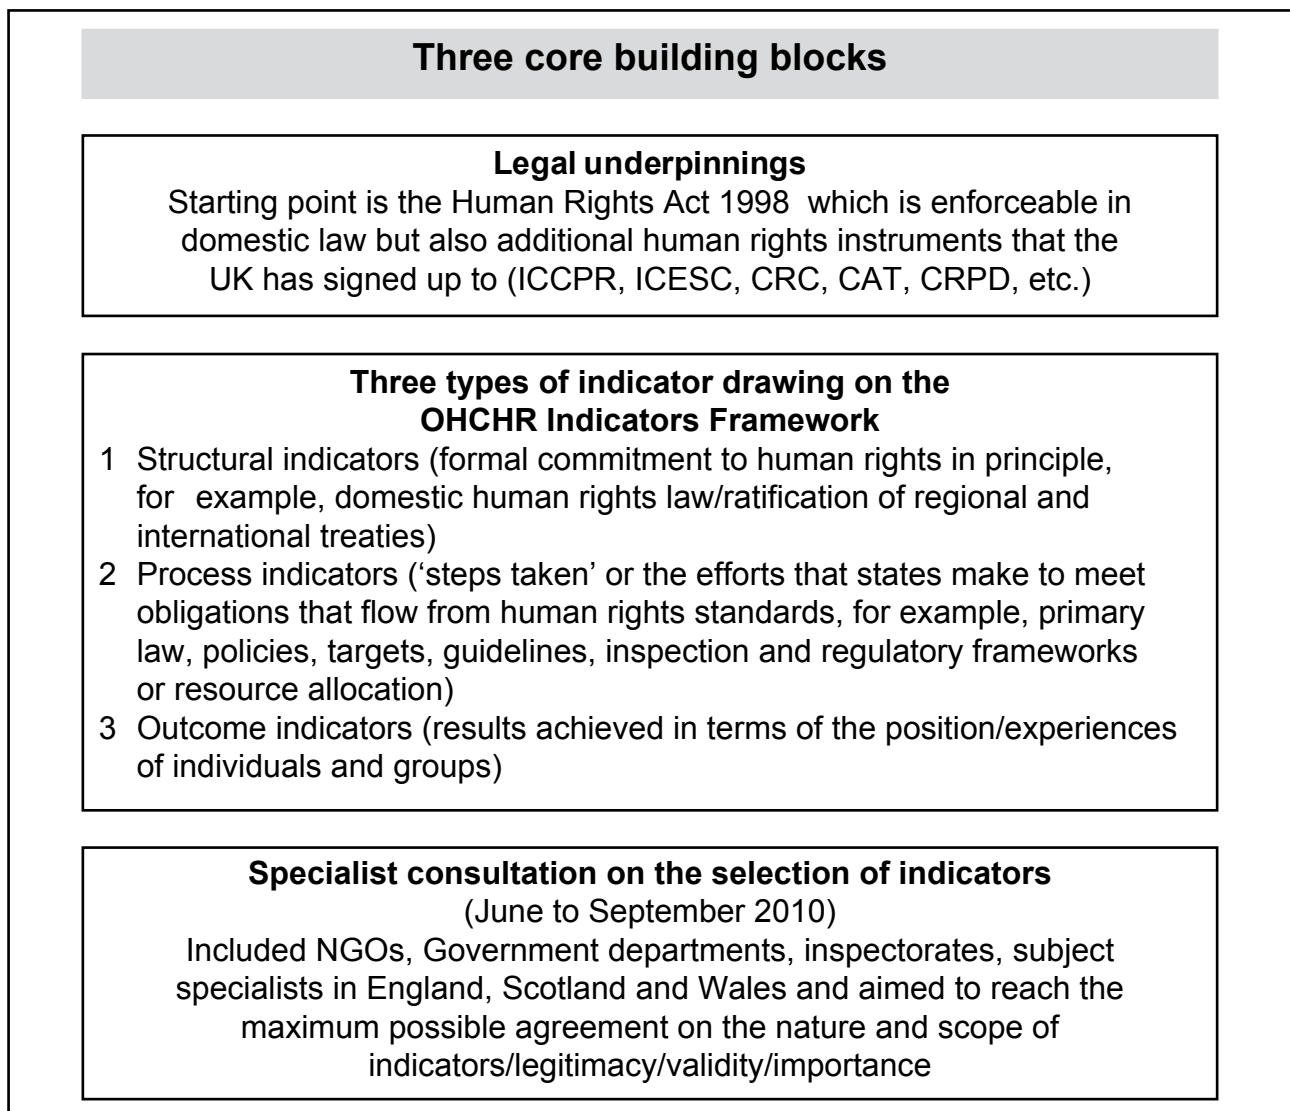 Three core building blocks
Legal underpinnings
Starting point is the Human Rights Act 1998  which is enforceable in
domestic law but also additional human rights instruments that the
UK has signed up to (ICCPR, ICESC, CRC, CAT, CRPD, etc.)
Three types of indicator drawing on the
OHCHR Indicators Framework
1 Structural indicators (formal commitment to human rights in principle,
for  example, domestic human rights law/ratification of regional and
international treaties)
2 Process indicators (‘steps taken’ or the efforts that states make to meet
obligations that flow from human rights standards, for example, primary
law, policies, targets, guidelines, inspection and regulatory frameworks
or resource allocation)
3 Outcome indicators (results achieved in terms of the position/experiences
of individuals and groups)
Specialist consultation on the selection of indicators
(June to September 2010)
Included NGOs, Government departments, inspectorates, subject
specialists in England, Scotland and Wales and aimed to reach the
maximum possible agreement on the nature and scope of
indicators/legitimacy/validity/importance